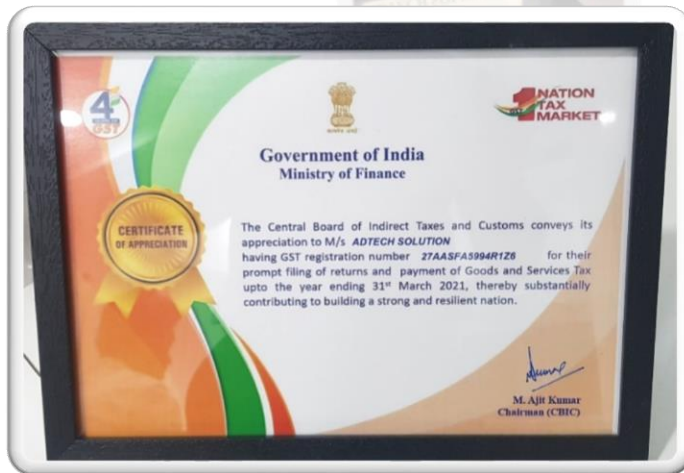 4
GST
1 NATION
TAX
MARKET
Government of India
Ministry of Finance
CERTIFICATE
OF APPRECIATION
The Central Board of Indirect Taxes and Customs conveys its
appreciation to M/s ADTECH SOLUTION
having GST registration number 27AASFA5994R1Z6 for their
prompt filing of returns and payment of Goods and Services Tax
upto the year ending 31st March 2021, thereby substantially
contributing to building a strong and resilient nation.
M. Ajit Kumar
Chairman (CBIC)